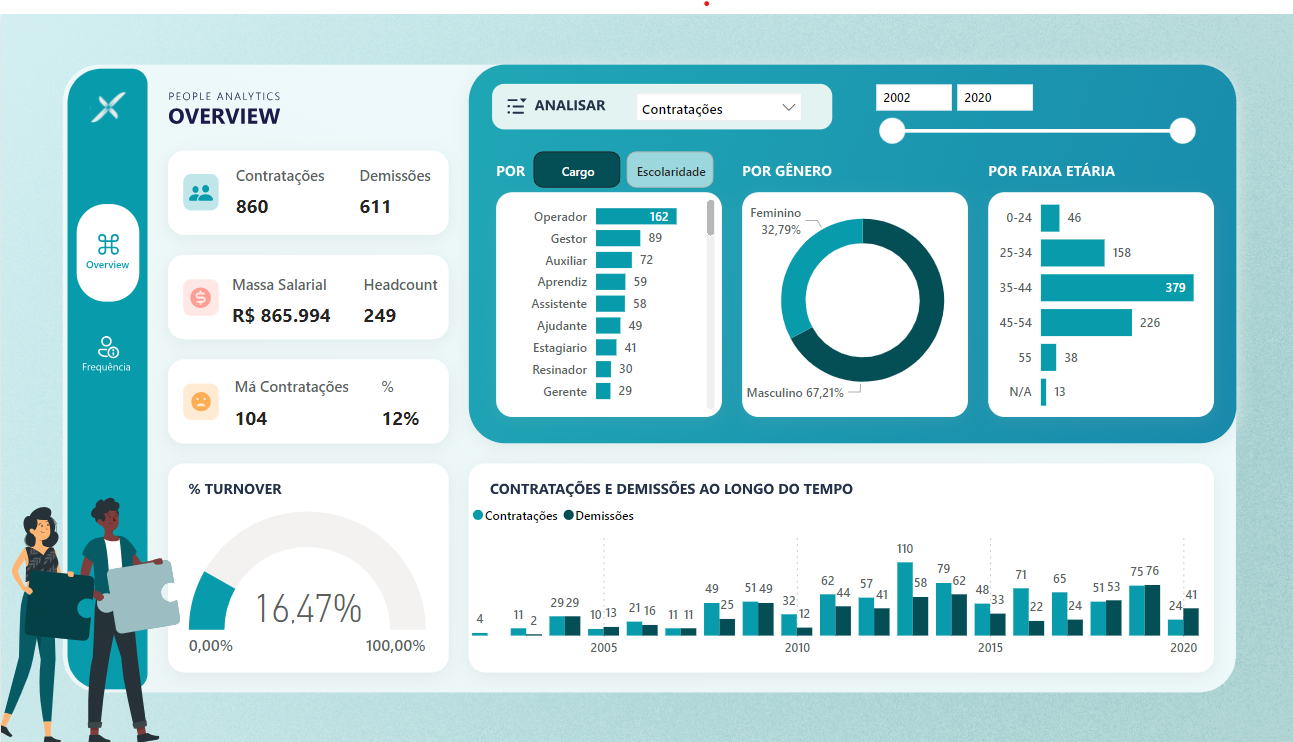 PEOPLE ANALYTICS
OVERVIEW
Overview
Frequência
Contratações Demissões
860 611
Massa Salarial Headcount
R$ 865.994 249
Má Contratações %
104 12%
ANALISAR Contratações
2002 2020
POR Cargo Escolaridade
Operador 162
Gestor 89
Auxiliar 72
Aprendiz 59
Assistente 58
Ajudante 49
Estagiario 41
Resinador 30
Gerente 29
POR GÊNERO
Feminino
32,79%
Masculino 67,21%
POR FAIXA ETÁRIA
0-24 46
25-34 158
35-44 379
45-54 226
55 38
N/A 13
% TURNOVER
16,47%
0,00% 100,00%
CONTRATAÇÕES E DEMISSÕES AO LONGO DO TEMPO
Contratações Demissões
4 11 2 29 29 10 13 21 16 11 11 49 25 51 49 32 12 62 44 57 41 110 58 79 62 48 33 71 22 65 24 51 53 75 76 24 41
2005 2010 2015 2020